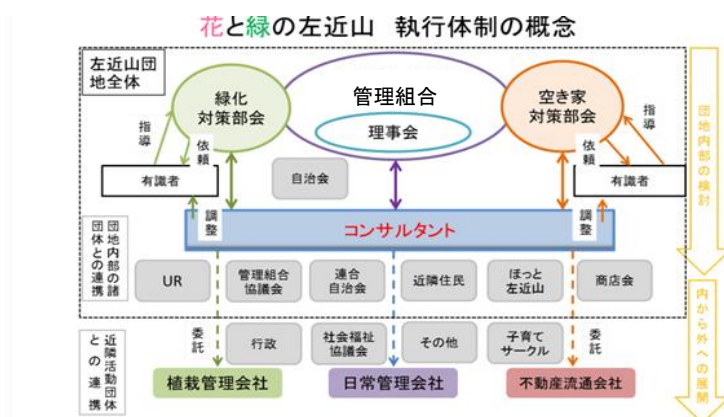 花と緑の左近山 執行体制の概念
左近山団
地全体
緑化
対策部会
管理組合
理事会
空き家
対策部会
指導
依頼
有識者
自治会
依頼
指導
有識者
調整
コンサルタント
調整
団地内部の諸
団体との連携
UR
管理組合
協議会
連合
自治会
近隣住民
ほっと
左近山
商店会
近隣活動団体
との連携
委託
行政
社会福祉
協議会
その他
子育て
サークル
委託
植栽管理会社
日常管理会社
不動産流通会社
団地内部の検討
内から外への展開